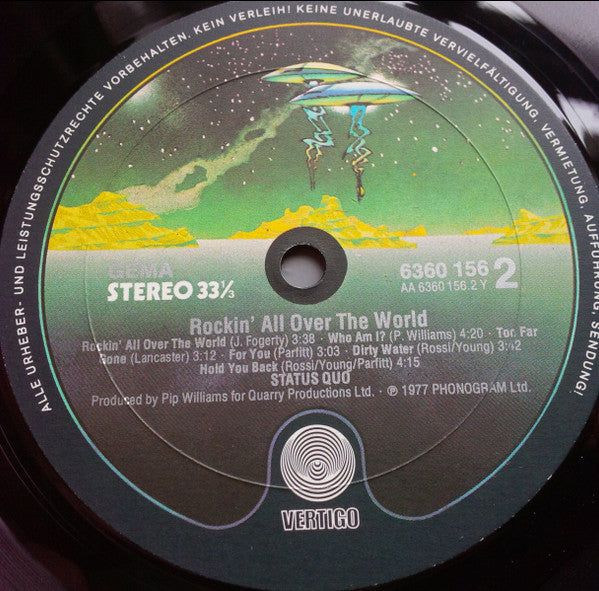 ALLE URHEBER- UND LEISTUNGSSCHUTZRECHTE VORBEHALTEN. KEIN VERLEIH! KEINE UNERLAUBTE VERVIELFÄLTIGUNG, VERMIETUNG, AUFFÜHRUNG, SENDUNG!
GEMA
STEREO 33⅓
6360 156 2
AA 6360 156.2 Y
Rockin' All Over The World
Rockin' All Over The World (J. Fogerty) 3:38 · Who Am I? (P. Williams) 4:20 · Too Far
Gone (Lancaster) 3:12 · For You (Parfitt) 3:03 · Dirty Water (Rossi/Young) 3:42
Hold You Back (Rossi/Young/Parfitt) 4:15
STATUS QUO
Produced by Pip Williams for Quarry Productions Ltd. · ℗ 1977 PHONOGRAM Ltd.
VERTIGO